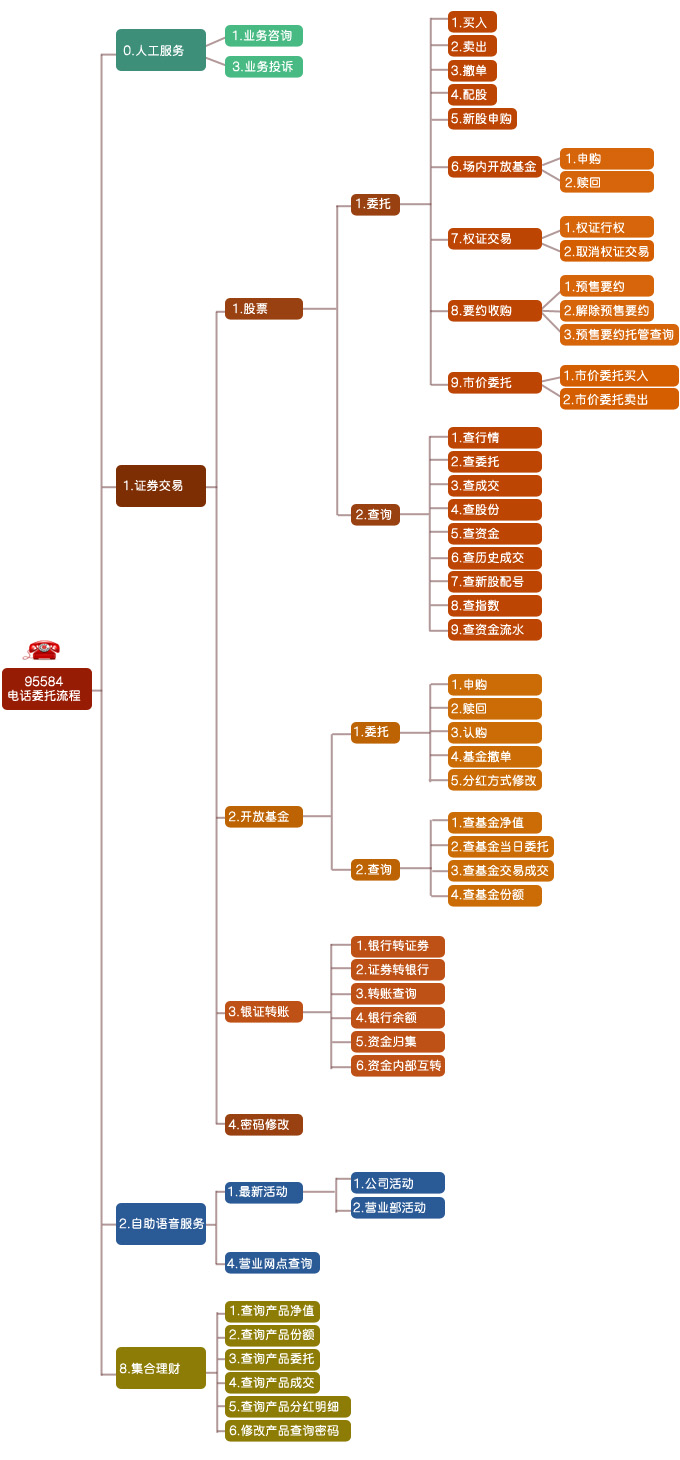 95584
电话委托流程
0.人工服务
1.业务咨询
3.业务投诉
1.证券交易
1.股票
1.委托
1.买入
2.卖出
3.撤单
4.配股
5.新股申购
6.场内开放基金
1.申购
2.赎回
7.权证交易
1.权证行权
2.取消权证交易
8.要约收购
1.预售要约
2.解除预售要约
3.预售要约托管查询
9.市价委托
1.市价委托买入
2.市价委托卖出
2.查询
1.查行情
2.查委托
3.查成交
4.查股份
5.查资金
6.查历史成交
7.查新股配号
8.查指数
9.查资金流水
2.开放基金
1.委托
1.申购
2.赎回
3.认购
4.基金撤单
5.分红方式修改
2.查询
1.查基金净值
2.查基金当日委托
3.查基金交易成交
4.查基金份额
3.银证转账
1.银行转证券
2.证券转银行
3.转账查询
4.银行余额
5.资金归集
6.资金内部互转
4.密码修改
2.自助语音服务
1.最新活动
1.公司活动
2.营业部活动
4.营业网点查询
8.集合理财
1.查询产品净值
2.查询产品份额
3.查询产品委托
4.查询产品成交
5.查询产品分红明细
6.修改产品查询密码